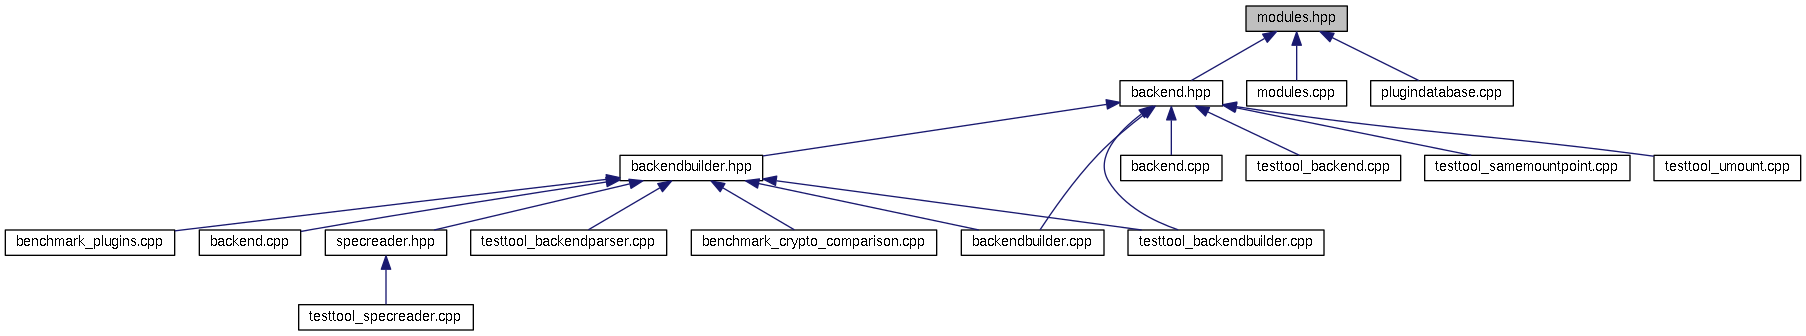 modules.hpp
backend.hpp
modules.cpp
plugindatabase.cpp
backendbuilder.hpp
backend.cpp
testtool_backend.cpp
testtool_samemountpoint.cpp
testtool_umount.cpp
benchmark_plugins.cpp
backend.cpp
specreader.hpp
testtool_backendparser.cpp
benchmark_crypto_comparison.cpp
backendbuilder.cpp
testtool_backendbuilder.cpp
testtool_specreader.cpp